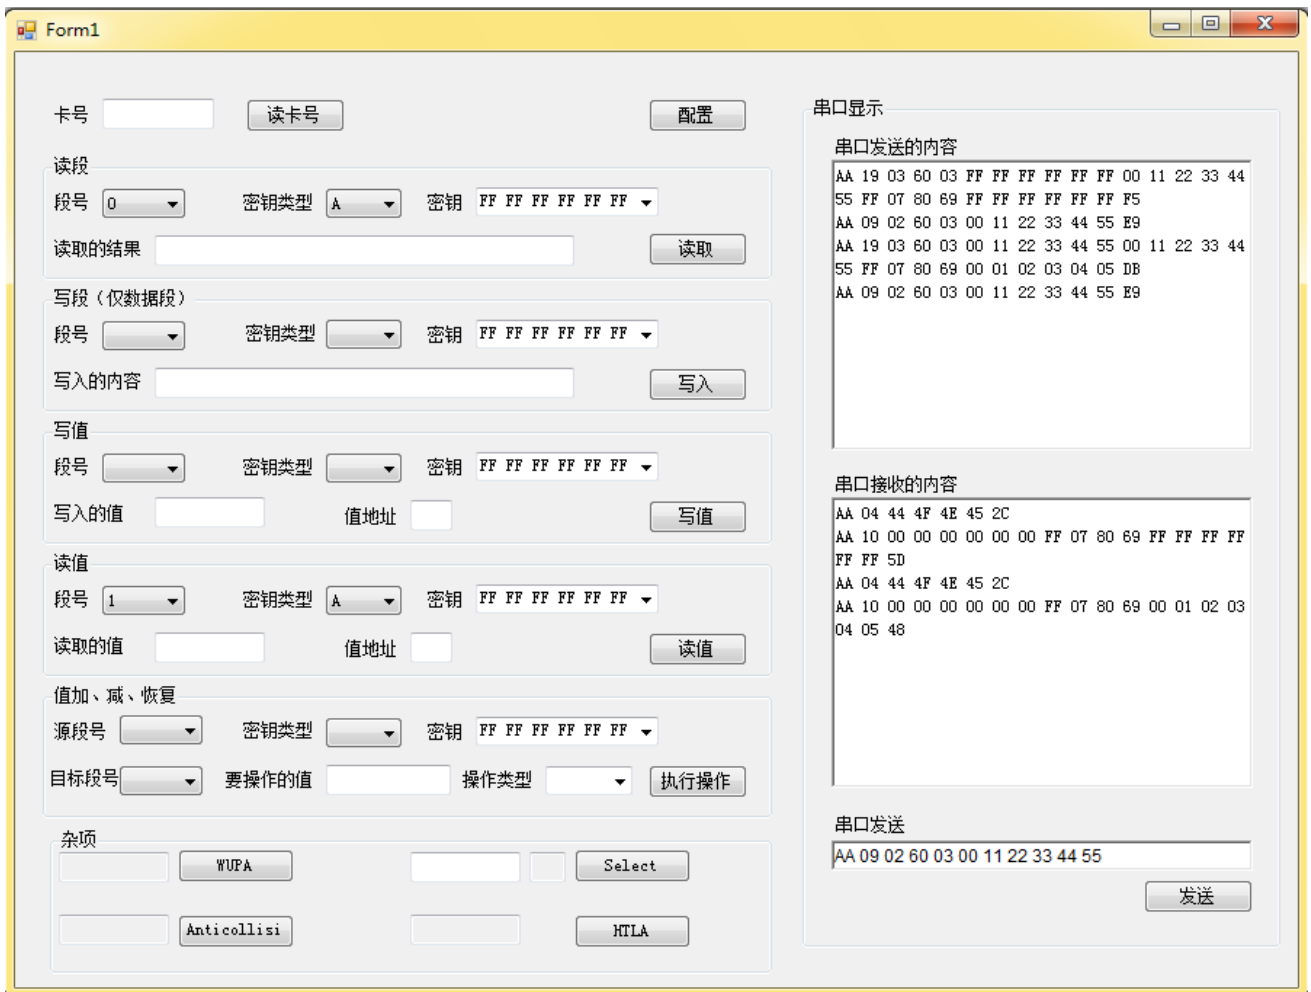 Form1
卡号 读卡号 配置
读段
段号 0 密钥类型 A 密钥 FF FF FF FF FF FF
读取的结果 读取
写段（仅数据段）
段号 密钥类型 密钥 FF FF FF FF FF FF
写入的内容 写入
写值
段号 密钥类型 密钥 FF FF FF FF FF FF
写入的值 值地址 写值
读值
段号 1 密钥类型 A 密钥 FF FF FF FF FF FF
读取的值 值地址 读值
值加、减、恢复
源段号 密钥类型 密钥 FF FF FF FF FF FF
目标段号 要操作的值 操作类型 执行操作
杂项
WUPA Select
Anticollisi HTLA
串口显示
串口发送的内容
AA 19 03 60 03 FF FF FF FF FF FF 00 11 22 33 44
55 FF 07 80 69 FF FF FF FF FF FF F5
AA 09 02 60 03 00 11 22 33 44 55 E9
AA 19 03 60 03 00 11 22 33 44 55 00 11 22 33 44
55 FF 07 80 69 00 01 02 03 04 05 DB
AA 09 02 60 03 00 11 22 33 44 55 E9
串口接收的内容
AA 04 44 4F 4E 45 2C
AA 10 00 00 00 00 00 00 FF 07 80 69 FF FF FF FF
FF FF 5D
AA 04 44 4F 4E 45 2C
AA 10 00 00 00 00 00 00 FF 07 80 69 00 01 02 03
04 05 48
串口发送
AA 09 02 60 03 00 11 22 33 44 55
发送